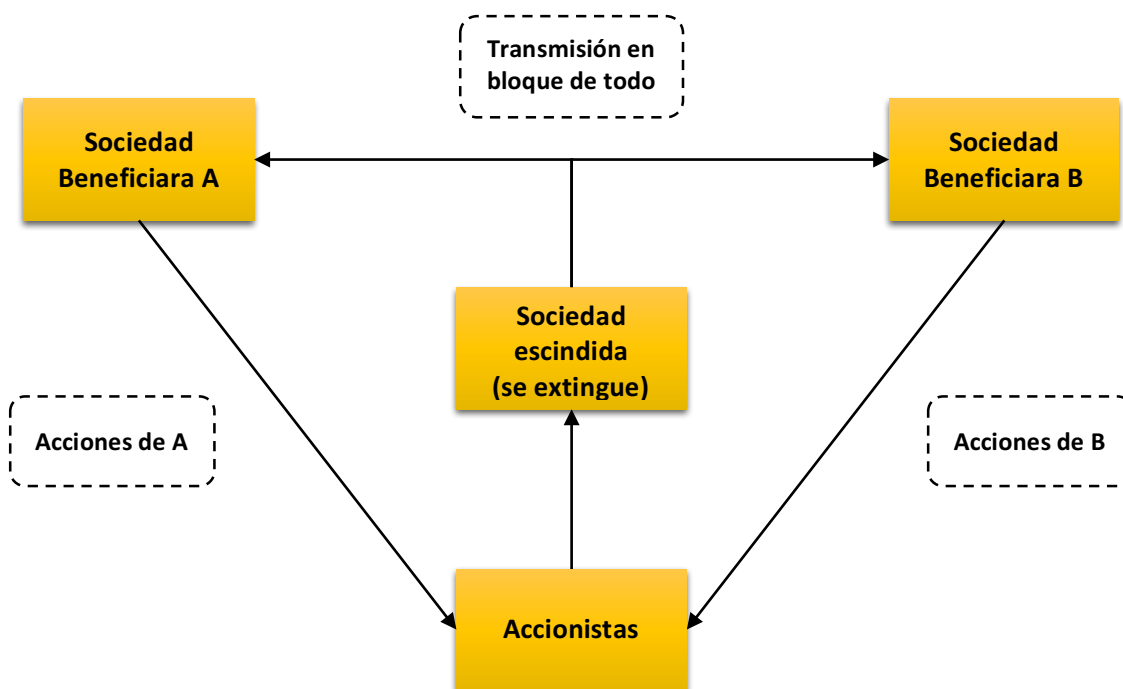 Transmisión en
bloque de todo
Sociedad
Beneficiara A
Sociedad
Beneficiara B
Sociedad
escindida
(se extingue)
Acciones de A
Acciones de B
Accionistas